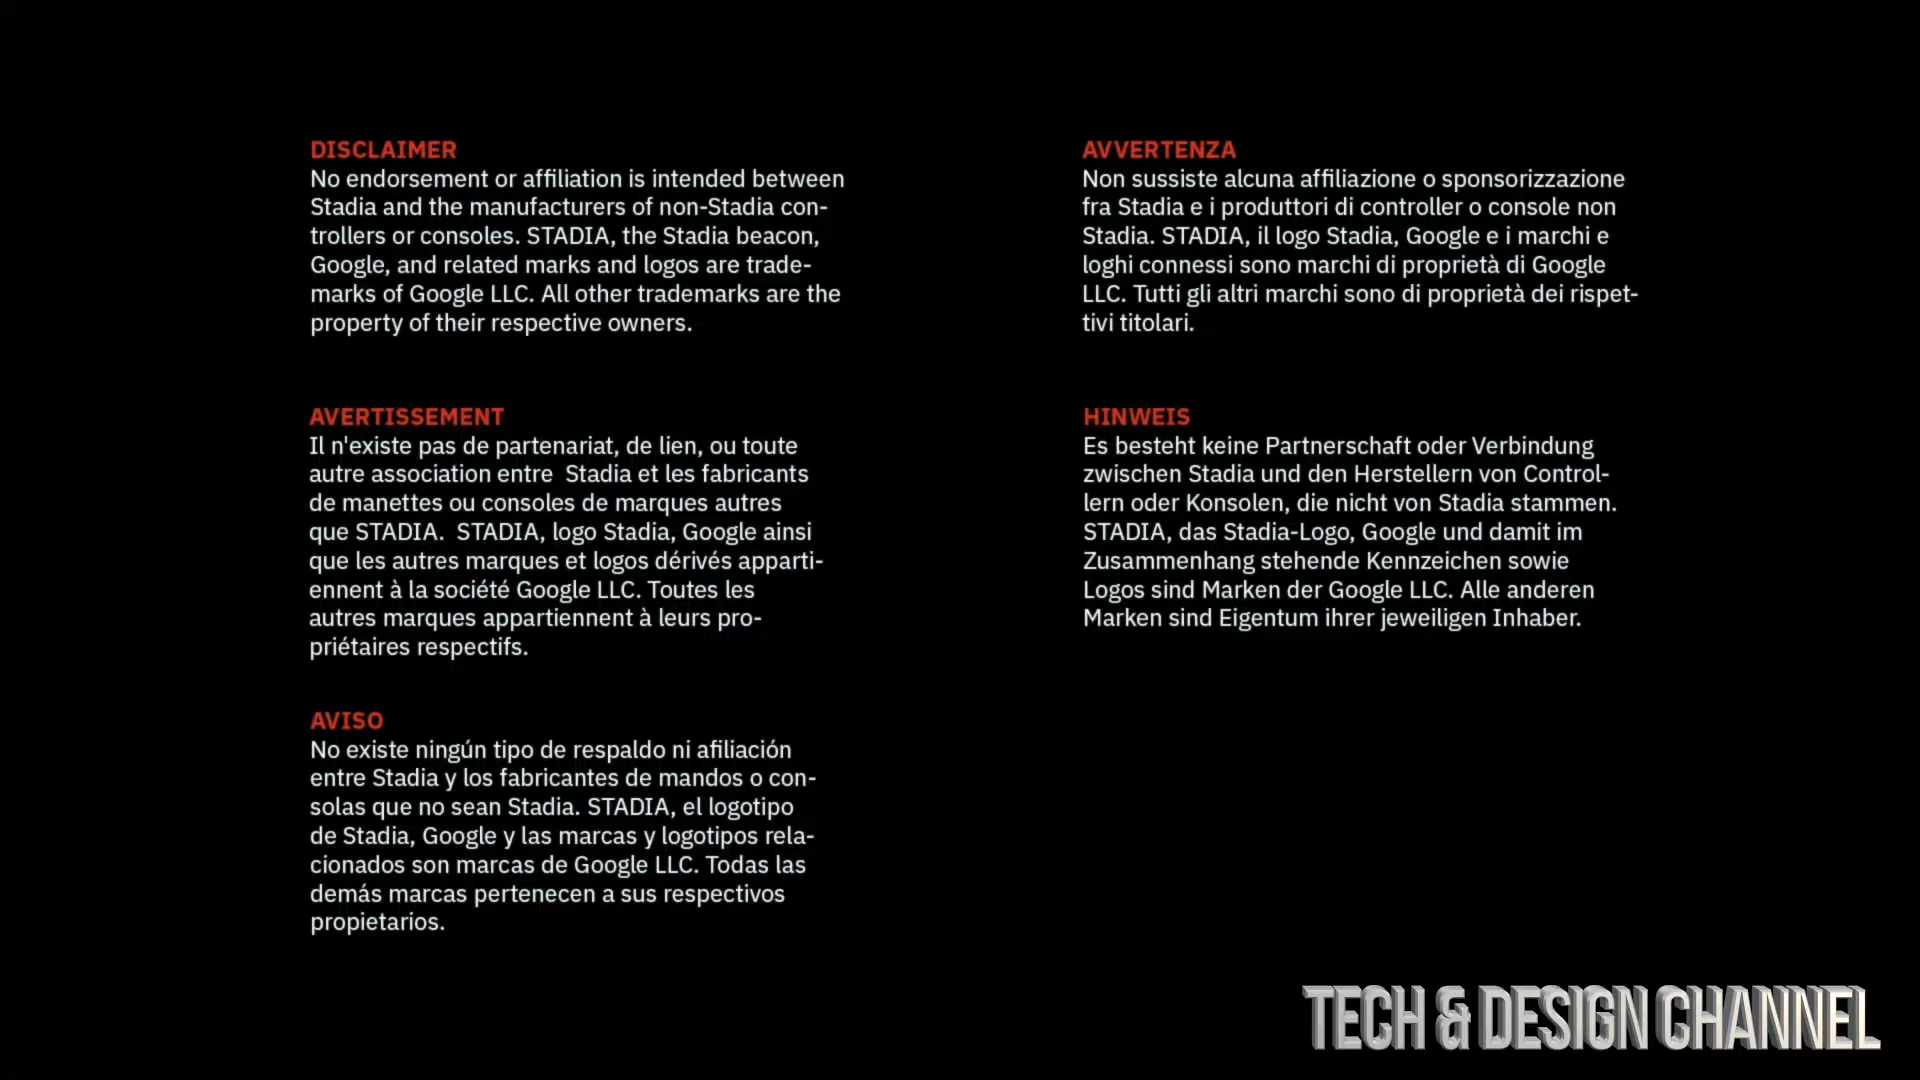 DISCLAIMER
No endorsement or affiliation is intended between
Stadia and the manufacturers of non-Stadia con-
trollers or consoles. STADIA, the Stadia beacon,
Google, and related marks and logos are trade-
marks of Google LLC. All other trademarks are the
property of their respective owners.
AVERTISSEMENT
Il n'existe pas de partenariat, de lien, ou toute
autre association entre  Stadia et les fabricants
de manettes ou consoles de marques autres
que STADIA.  STADIA, logo Stadia, Google ainsi
que les autres marques et logos dérivés apparti-
ennent à la société Google LLC. Toutes les
autres marques appartiennent à leurs pro-
priétaires respectifs.
AVISO
No existe ningún tipo de respaldo ni afiliación
entre Stadia y los fabricantes de mandos o con-
solas que no sean Stadia. STADIA, el logotipo
de Stadia, Google y las marcas y logotipos rela-
cionados son marcas de Google LLC. Todas las
demás marcas pertenecen a sus respectivos
propietarios.
AVVERTENZA
Non sussiste alcuna affiliazione o sponsorizzazione
fra Stadia e i produttori di controller o console non
Stadia. STADIA, il logo Stadia, Google e i marchi e
loghi connessi sono marchi di proprietà di Google
LLC. Tutti gli altri marchi sono di proprietà dei rispet-
tivi titolari.
HINWEIS
Es besteht keine Partnerschaft oder Verbindung
zwischen Stadia und den Herstellern von Control-
lern oder Konsolen, die nicht von Stadia stammen.
STADIA, das Stadia-Logo, Google und damit im
Zusammenhang stehende Kennzeichen sowie
Logos sind Marken der Google LLC. Alle anderen
Marken sind Eigentum ihrer jeweiligen Inhaber.
TECH & DESIGN CHANNEL